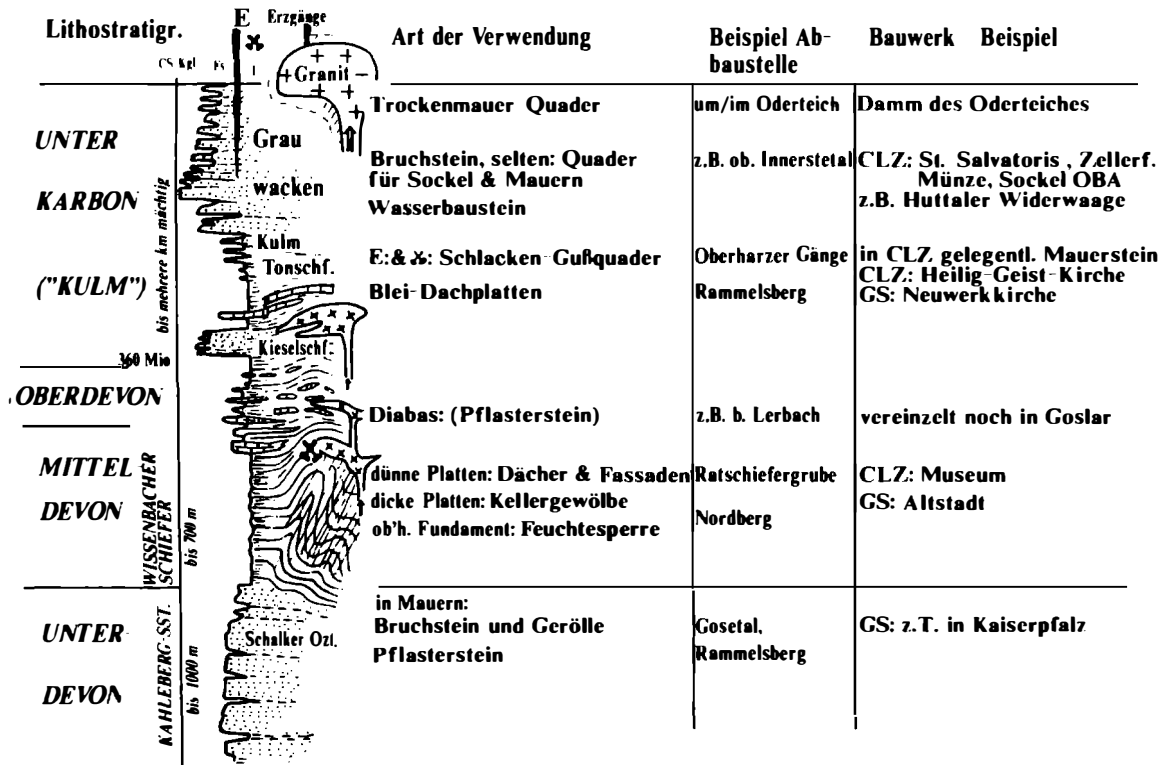 Lithostratigr.
E Erzgänge
Art der Verwendung
Beispiel Ab-
baustelle
Bauwerk Beispiel
CS Kgl Fs
Granit
Trockenmauer Quader
um/im Oderteich
Damm des Oderteiches
UNTER
KARBON
("KULM")
bis mehrere km mächtig
Grau
wacken
Bruchstein, selten: Quader
für Sockel & Mauern
Wasserbaustein
z.B. ob. Innerstetal
CLZ: St. Salvatoris , Zellerf.
Münze, Sockel OBA
z.B. Huttaler Widerwaage
Kulm
Tonschf.
E:& ⚒: Schlacken-Gußquader
Oberharzer Gänge
in CLZ gelegentl. Mauerstein
CLZ: Heilig-Geist-Kirche
Blei-Dachplatten
Rammelsberg
GS: Neuwerkkirche
Kieselschf.
360 Mio
OBERDEVON
Diabas: (Pflasterstein)
z.B. b. Lerbach
vereinzelt noch in Goslar
MITTEL
DEVON
WISSENBACHER
SCHIEFER
bis 700 m
dünne Platten: Dächer & Fassaden
Ratschiefergrube
CLZ: Museum
dicke Platten: Kellergewölbe
GS: Altstadt
ob'h. Fundament: Feuchtesperre
Nordberg
UNTER
DEVON
KAHLEBERG-SST.
bis 1000 m
Schalker Qzt.
in Mauern:
Bruchstein und Gerölle
Pflasterstein
Gosetal,
Rammelsberg
GS: z.T. in Kaiserpfalz